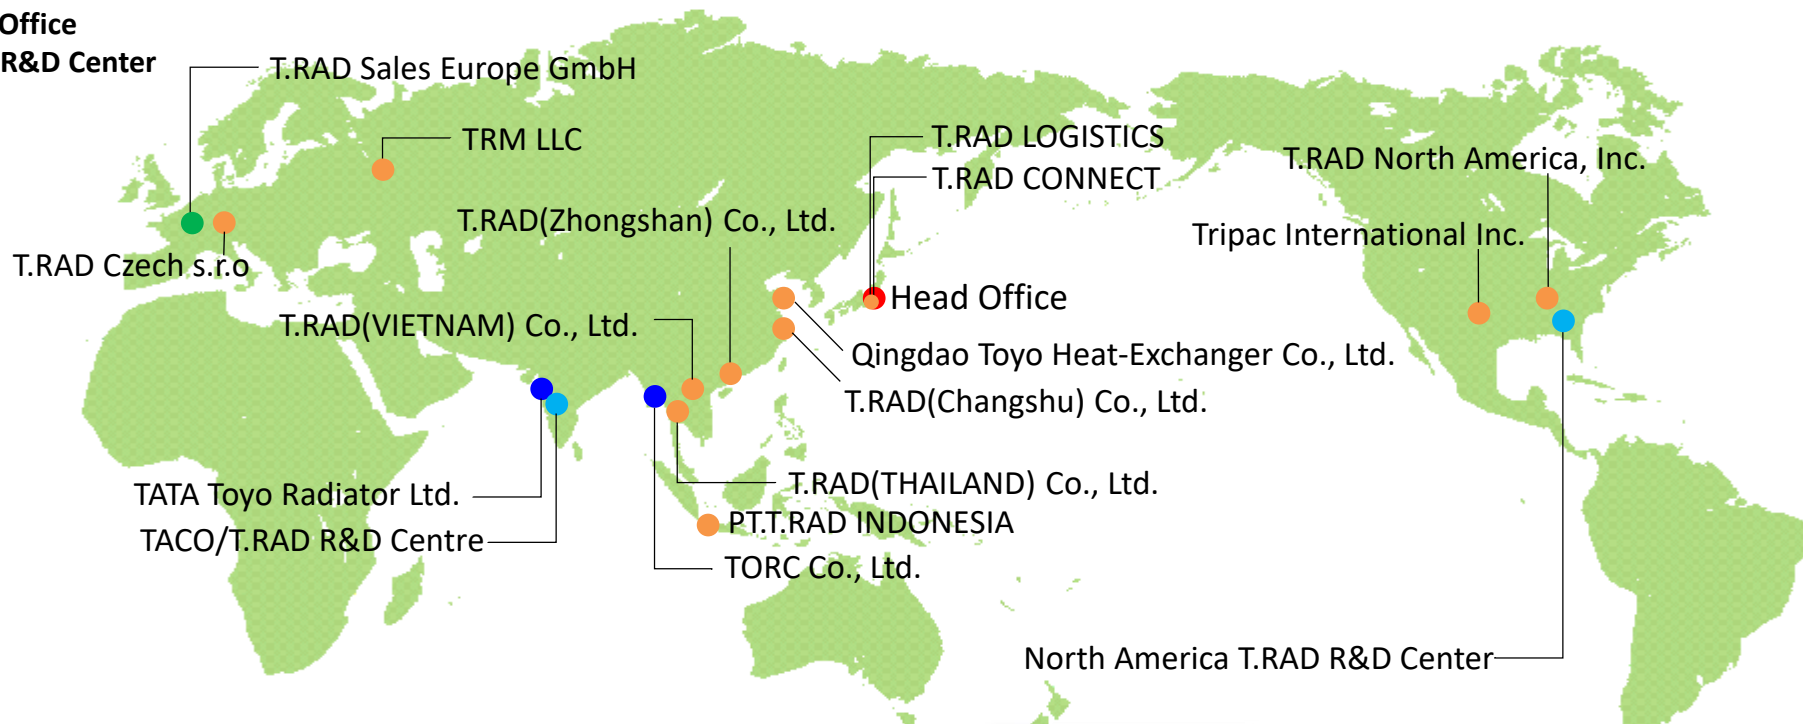 Office
R&D Center
T.RAD Sales Europe GmbH
TRM LLC
T.RAD LOGISTICS
T.RAD CONNECT
T.RAD North America, Inc.
T.RAD(Zhongshan) Co., Ltd.
Tripac International Inc.
T.RAD Czech s.r.o
Head Office
T.RAD(VIETNAM) Co., Ltd.
Qingdao Toyo Heat-Exchanger Co., Ltd.
T.RAD(Changshu) Co., Ltd.
TATA Toyo Radiator Ltd.
T.RAD(THAILAND) Co., Ltd.
PT.T.RAD INDONESIA
TACO/T.RAD R&D Centre
TORC Co., Ltd.
North America T.RAD R&D Center